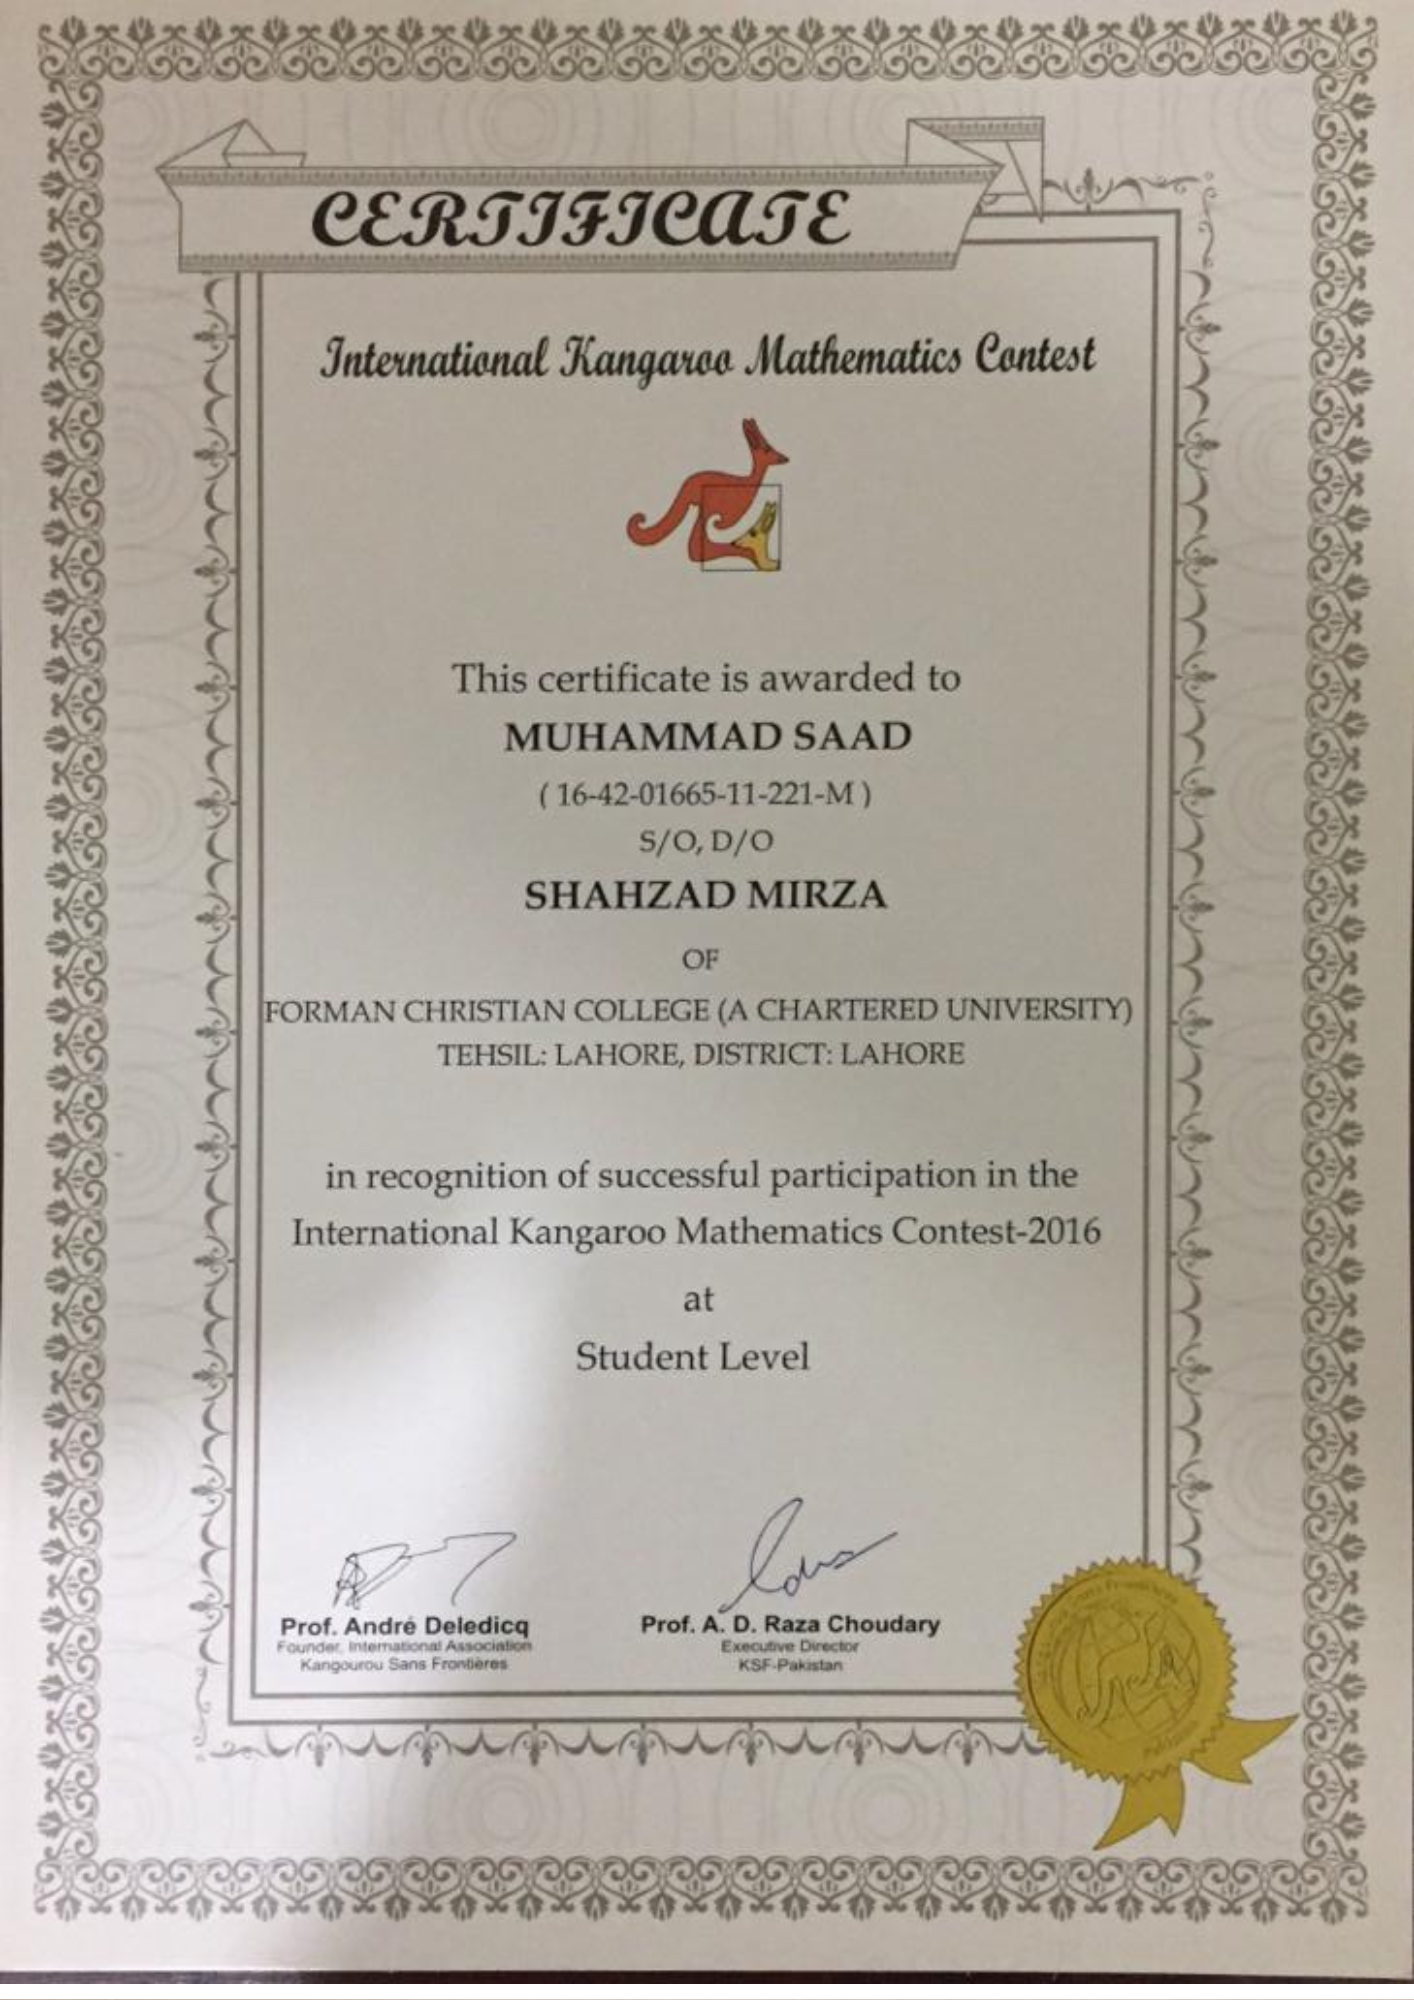 CERTIFICATE
International Kangaroo Mathematics Contest
This certificate is awarded to
MUHAMMAD SAAD
( 16-42-01665-11-221-M )
S/O, D/O
SHAHZAD MIRZA
OF
FORMAN CHRISTIAN COLLEGE (A CHARTERED UNIVERSITY)
TEHSIL: LAHORE, DISTRICT: LAHORE
in recognition of successful participation in the
International Kangaroo Mathematics Contest-2016
at
Student Level
Prof. André Deledicq
Founder, International Association
Kangourou Sans Frontières
Prof. A. D. Raza Choudary
Executive Director
KSF-Pakistan